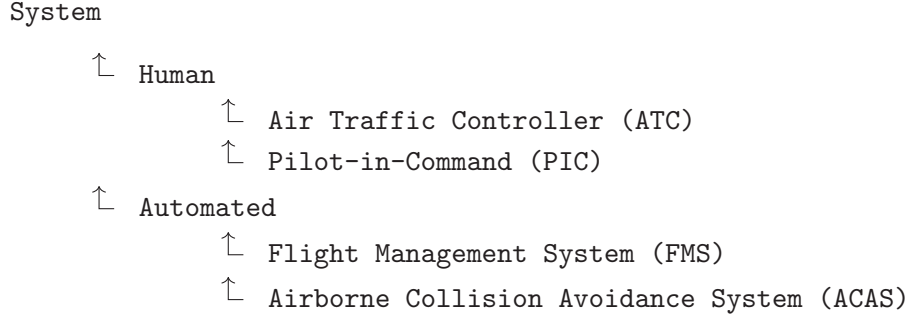 System
Human
Air Traffic Controller (ATC)
Pilot-in-Command (PIC)
Automated
Flight Management System (FMS)
Airborne Collision Avoidance System (ACAS)